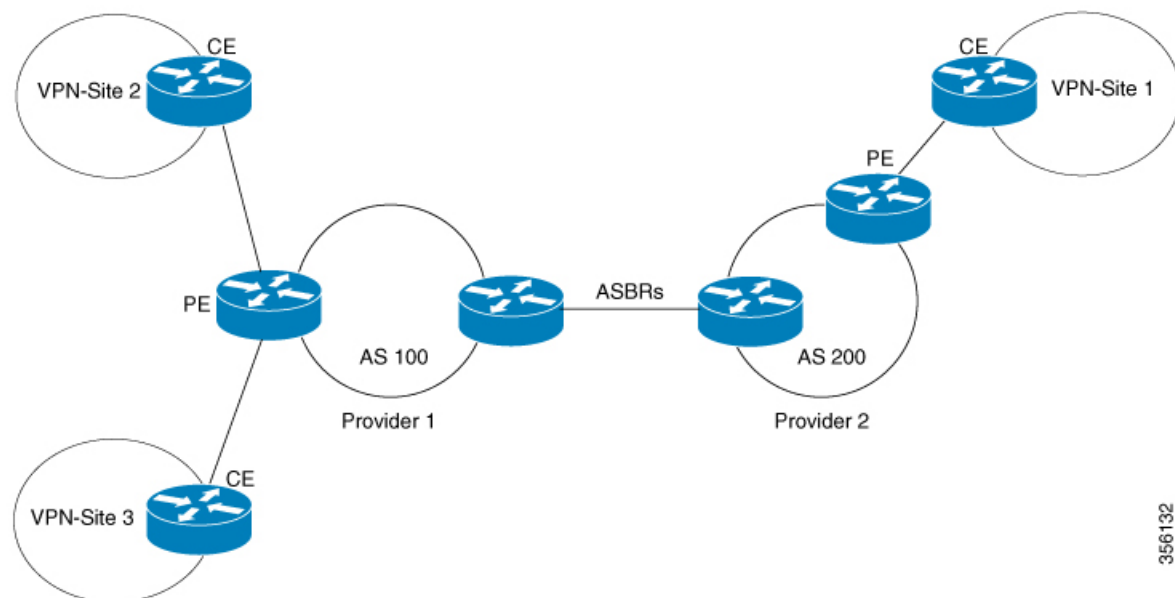 CE
VPN-Site 2
CE
VPN-Site 1
PE
PE
ASBRs
AS 100
AS 200
Provider 1
Provider 2
CE
VPN-Site 3
356132